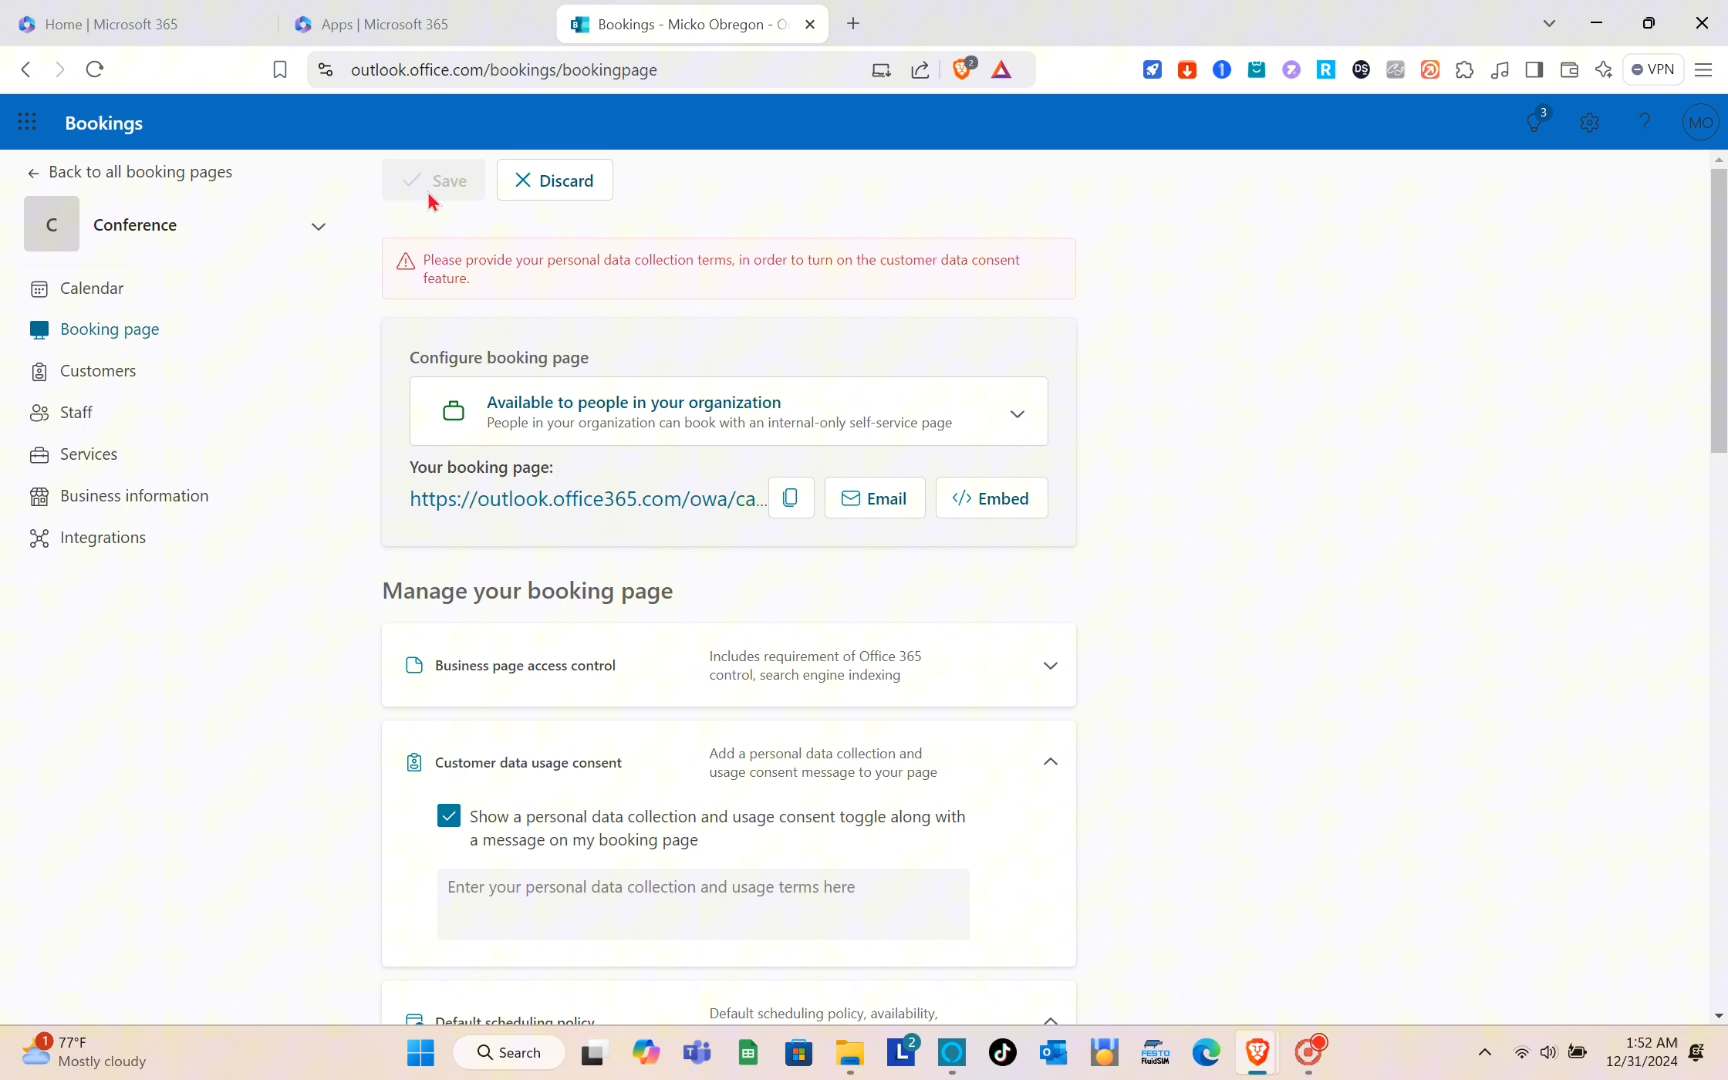 Home | Microsoft 365
Apps | Microsoft 365
Bookings - Micko Obregon - O
outlook.office.com/bookings/bookingpage
2
VPN
Bookings
3
MO
Back to all booking pages
Save
Discard
C
Conference
Please provide your personal data collection terms, in order to turn on the customer data consent
feature.
Calendar
Booking page
Customers
Staff
Services
Business information
Integrations
Configure booking page
Available to people in your organization
People in your organization can book with an internal-only self-service page
Your booking page:
https://outlook.office365.com/owa/ca...
Email
Embed
Manage your booking page
Business page access control
Includes requirement of Office 365
control, search engine indexing
Customer data usage consent
Add a personal data collection and
usage consent message to your page
Show a personal data collection and usage consent toggle along with
a message on my booking page
Enter your personal data collection and usage terms here
Default scheduling policy
Default scheduling policy, availability,
1
77°F
Mostly cloudy
Search
L
2
FESTO
FluidSIM
1:52 AM
12/31/2024